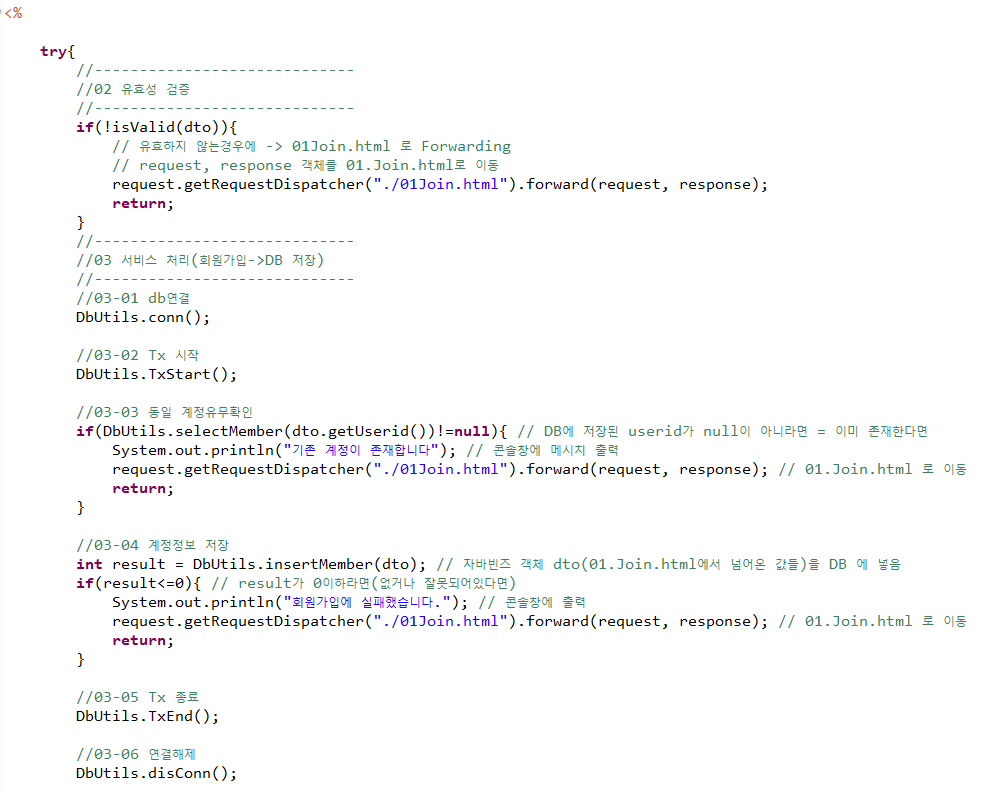 <%
try{
//-----------------------------
//02 유효성 검증
//-----------------------------
if(!isValid(dto)){
// 유효하지 않는경우에 -> 01Join.html 로 Forwarding
// request, response 객체를 01.Join.html로 이동
request.getRequestDispatcher("./01Join.html").forward(request, response);
return;
}
//-----------------------------
//03 서비스 처리(회원가입->DB 저장)
//-----------------------------
//03-01 db연결
DbUtils.conn();
//03-02 Tx 시작
DbUtils.TxStart();
//03-03 동일 계정유무확인
if(DbUtils.selectMember(dto.getUserid())!=null){ // DB에 저장된 userid가 null이 아니라면 = 이미 존재한다면
System.out.println("기존 계정이 존재합니다"); // 콘솔창에 메시치 출력
request.getRequestDispatcher("./01Join.html").forward(request, response); // 01.Join.html 로 이동
return;
}
//03-04 계정정보 저장
int result = DbUtils.insertMember(dto); // 자바빈즈 객체 dto(01.Join.html에서 넘어온 값들)을 DB 에 넣음
if(result<=0){ // result가 0이하라면(없거나 잘못되어있다면)
System.out.println("회원가입에 실패했습니다."); // 콘솔창에 출력
request.getRequestDispatcher("./01Join.html").forward(request, response); // 01.Join.html 로 이동
return;
}
//03-05 Tx 종료
DbUtils.TxEnd();
//03-06 연결해제
DbUtils.disConn();